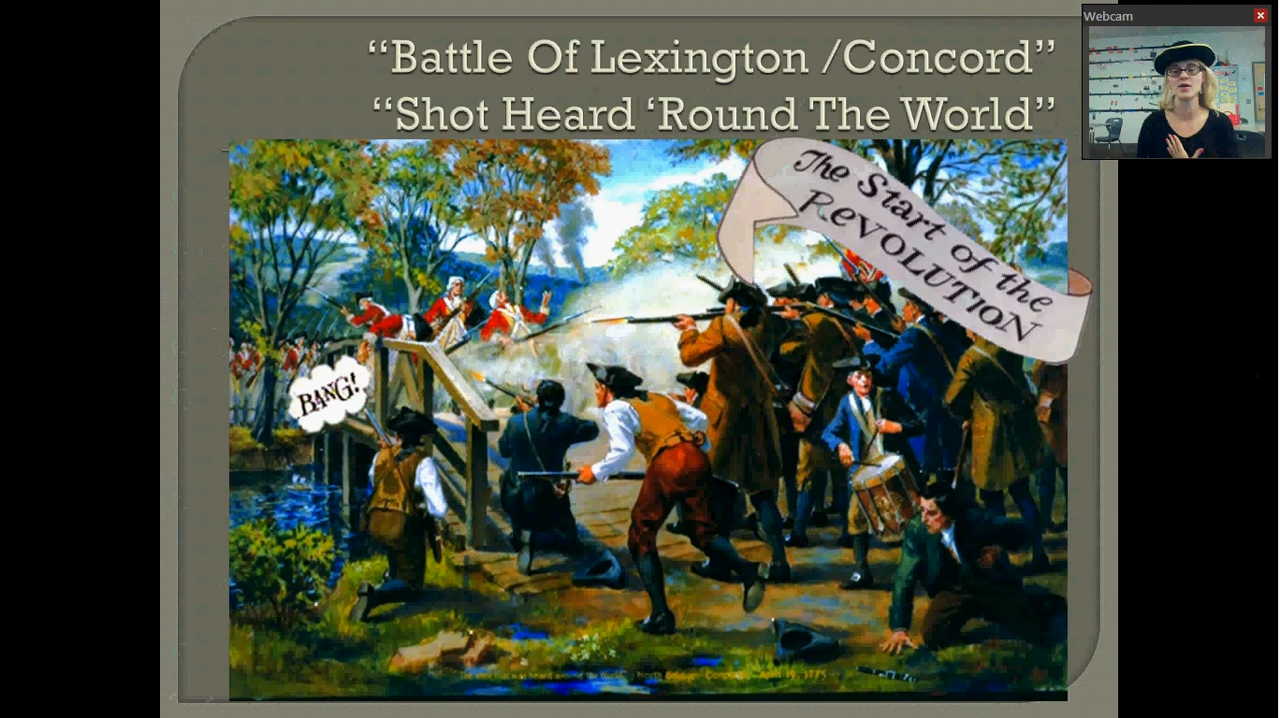 “Battle Of Lexington /Concord”
“Shot Heard ‘Round The World”
Webcam
The Start of the
REVOLUTION
BANG!